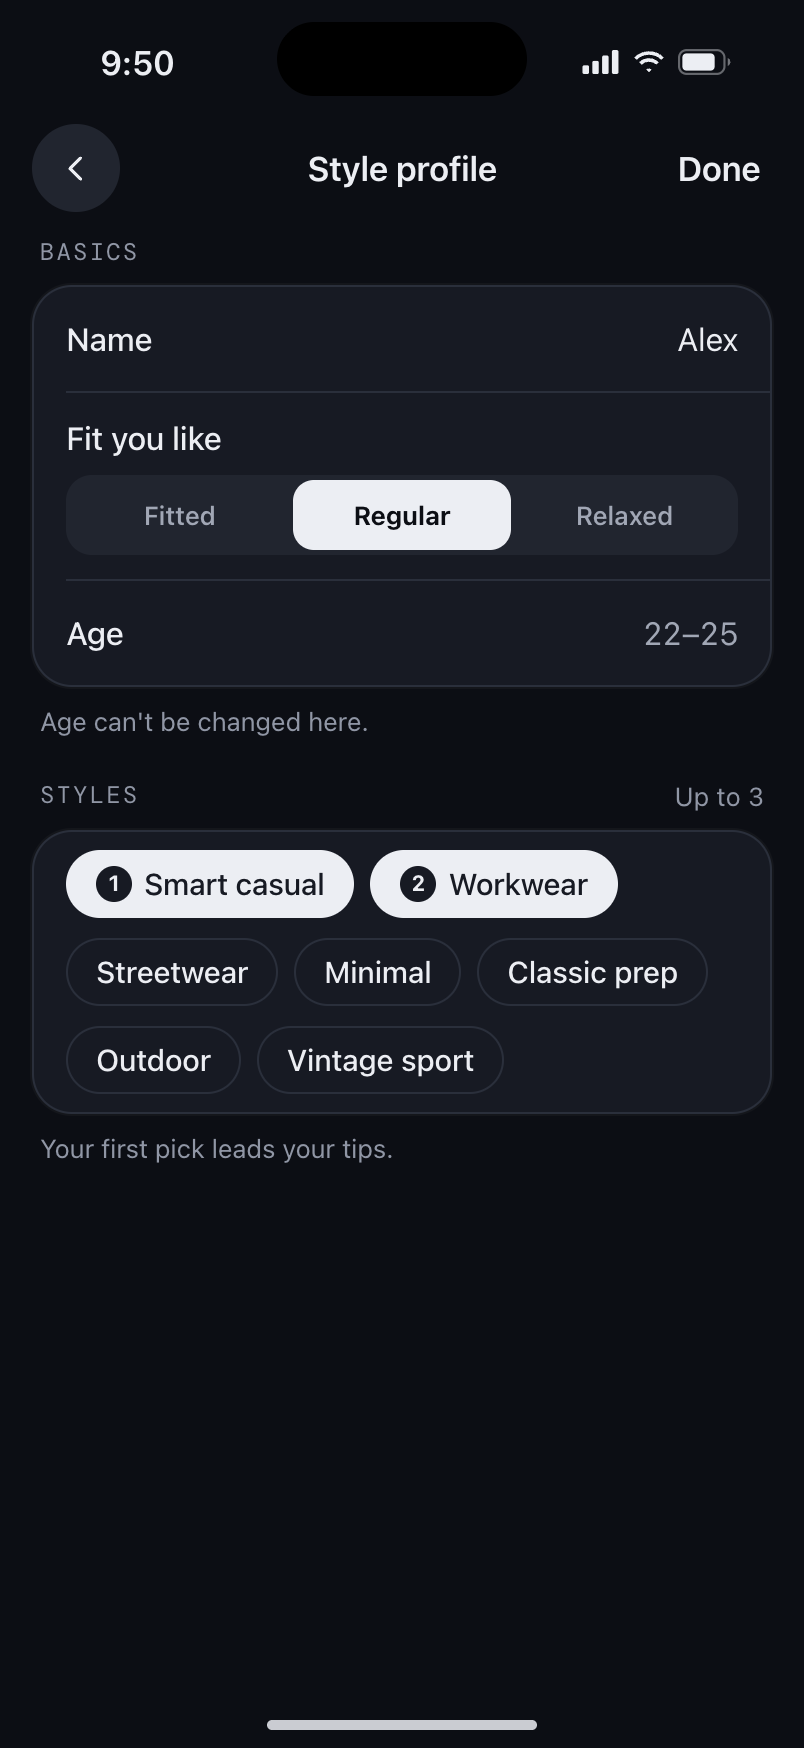 9:50
Style profile
Done
BASICS
Name
Alex
Fit you like
Fitted
Regular
Relaxed
Age
22–25
Age can't be changed here.
STYLES
Up to 3
1 Smart casual
2 Workwear
Streetwear
Minimal
Classic prep
Outdoor
Vintage sport
Your first pick leads your tips.